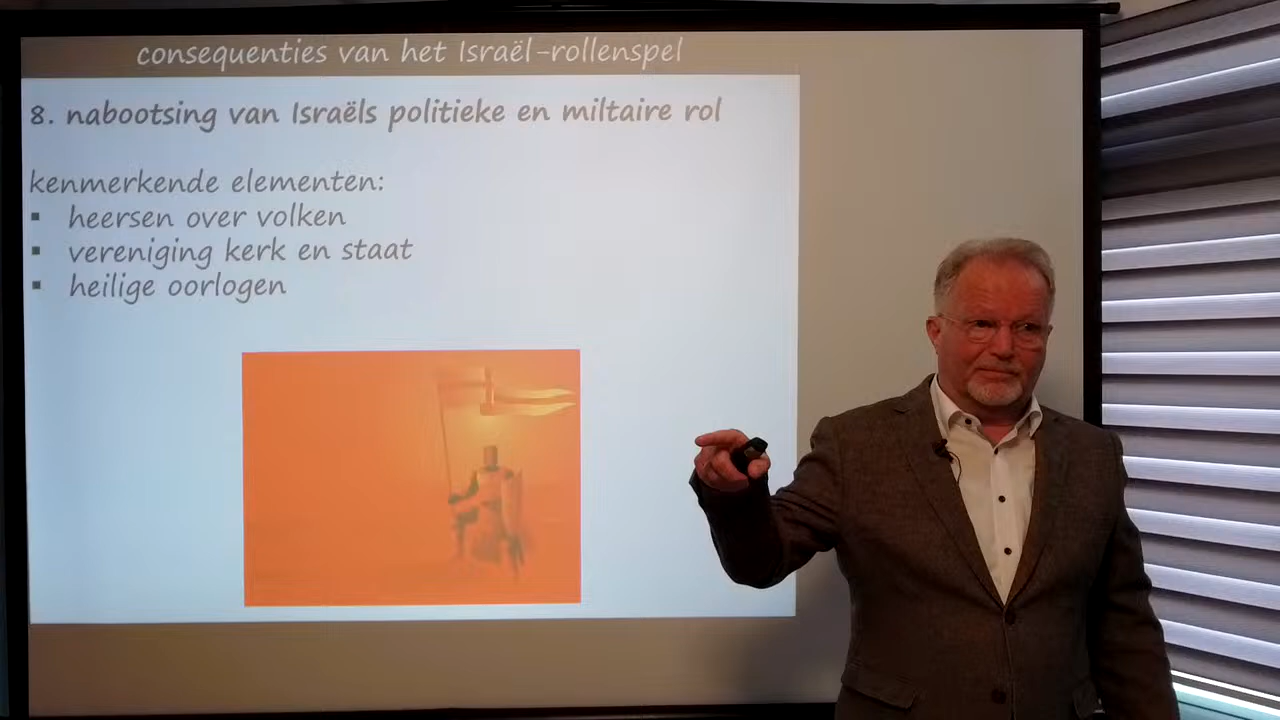 consequenties van het Israël-rollenspel
8. nabootsing van Israëls politieke en miltaire rol
kenmerkende elementen:
▪ heersen over volken
▪ vereniging kerk en staat
▪ heilige oorlogen